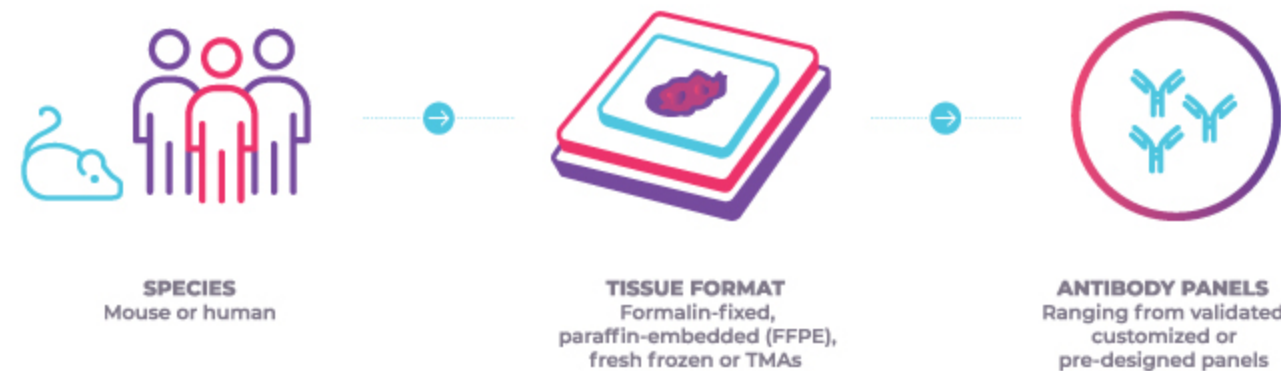 SPECIES
Mouse or human
TISSUE FORMAT
Formalin-fixed,
paraffin-embedded (FFPE),
fresh frozen or TMAs
ANTIBODY PANELS
Ranging from validated
customized or
pre-designed panels